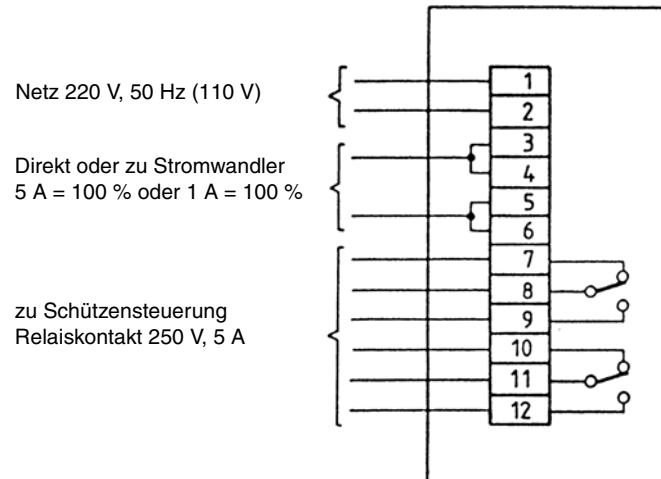 Netz 220 V, 50 Hz (110 V)
Direkt oder zu Stromwandler
5 A = 100 % oder 1 A = 100 %
zu Schützensteuerung
Relaiskontakt 250 V, 5 A
1
2
3
4
5
6
7
8
9
10
11
12